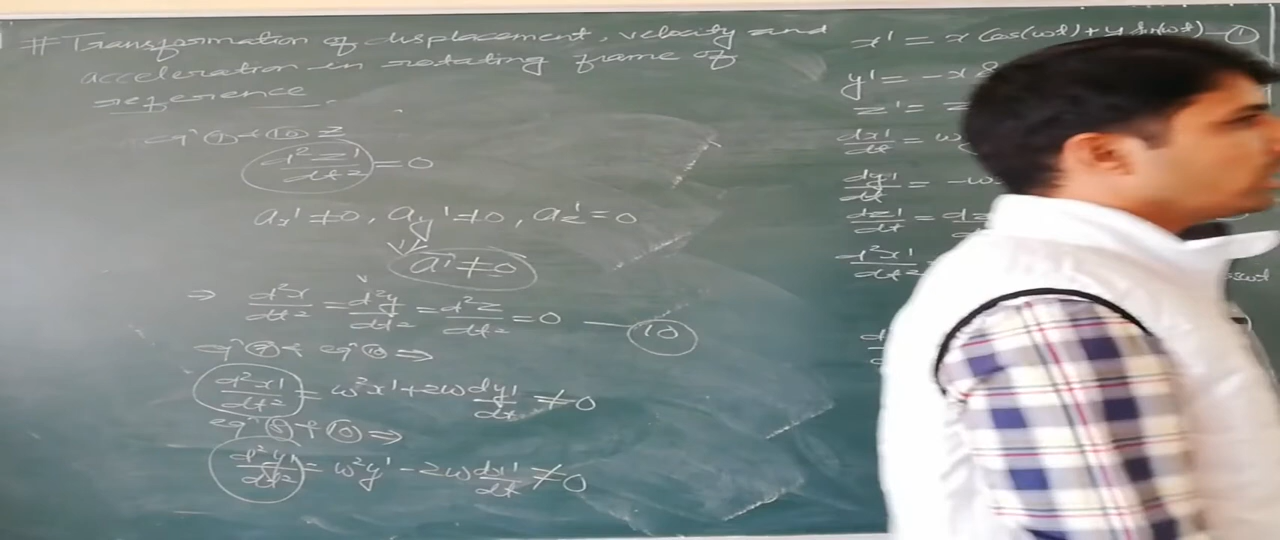 # Transformation of displacement, velocity and
acceleration in rotating frame of
reference
eqⁿ ⑨ + ⑩ ⇒
d²z'/dt² = 0
ax' ≠ 0, ay' ≠ 0, az' = 0
a' ≠ 0
⇒ d²x/dt² = d²y/dt² = d²z/dt² = 0 — ⑩
eqⁿ ⑦ + eqⁿ ⑩ ⇒
d²x'/dt² = ω²x' + 2ω dy'/dt ≠ 0
eqⁿ ⑧ + ⑩ ⇒
d²y'/dt² = ω²y' - 2ω dx'/dt ≠ 0
x' = x cos(ωt) + y sin(ωt) — ①
y' = -x
z' = z
dx'/dt = ω
dy'/dt = -ω
dz'/dt = dz
d²x'/dt²